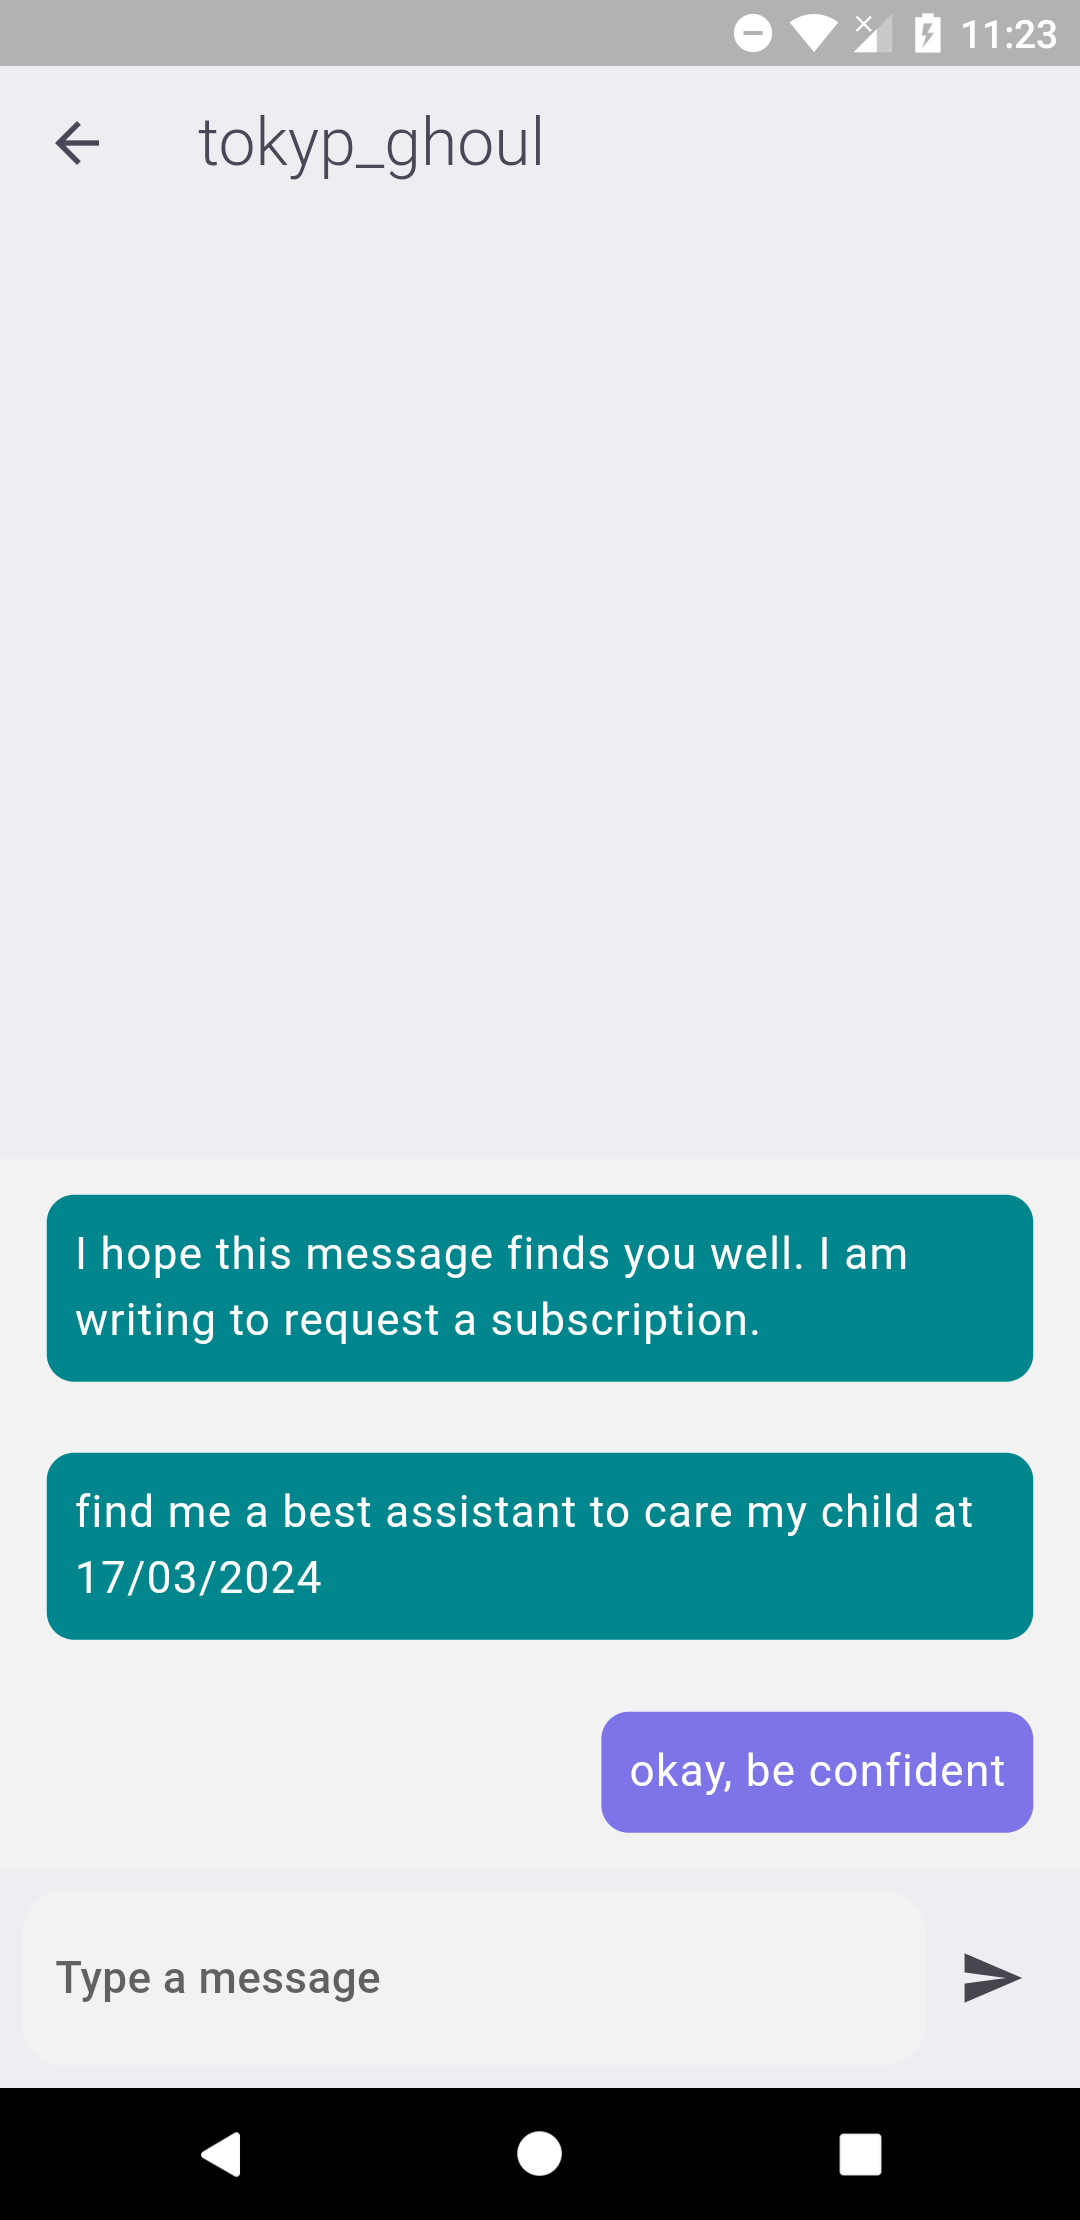 11:23
tokyp_ghoul
I hope this message finds you well. I am
writing to request a subscription.
find me a best assistant to care my child at
17/03/2024
okay, be confident
Type a message